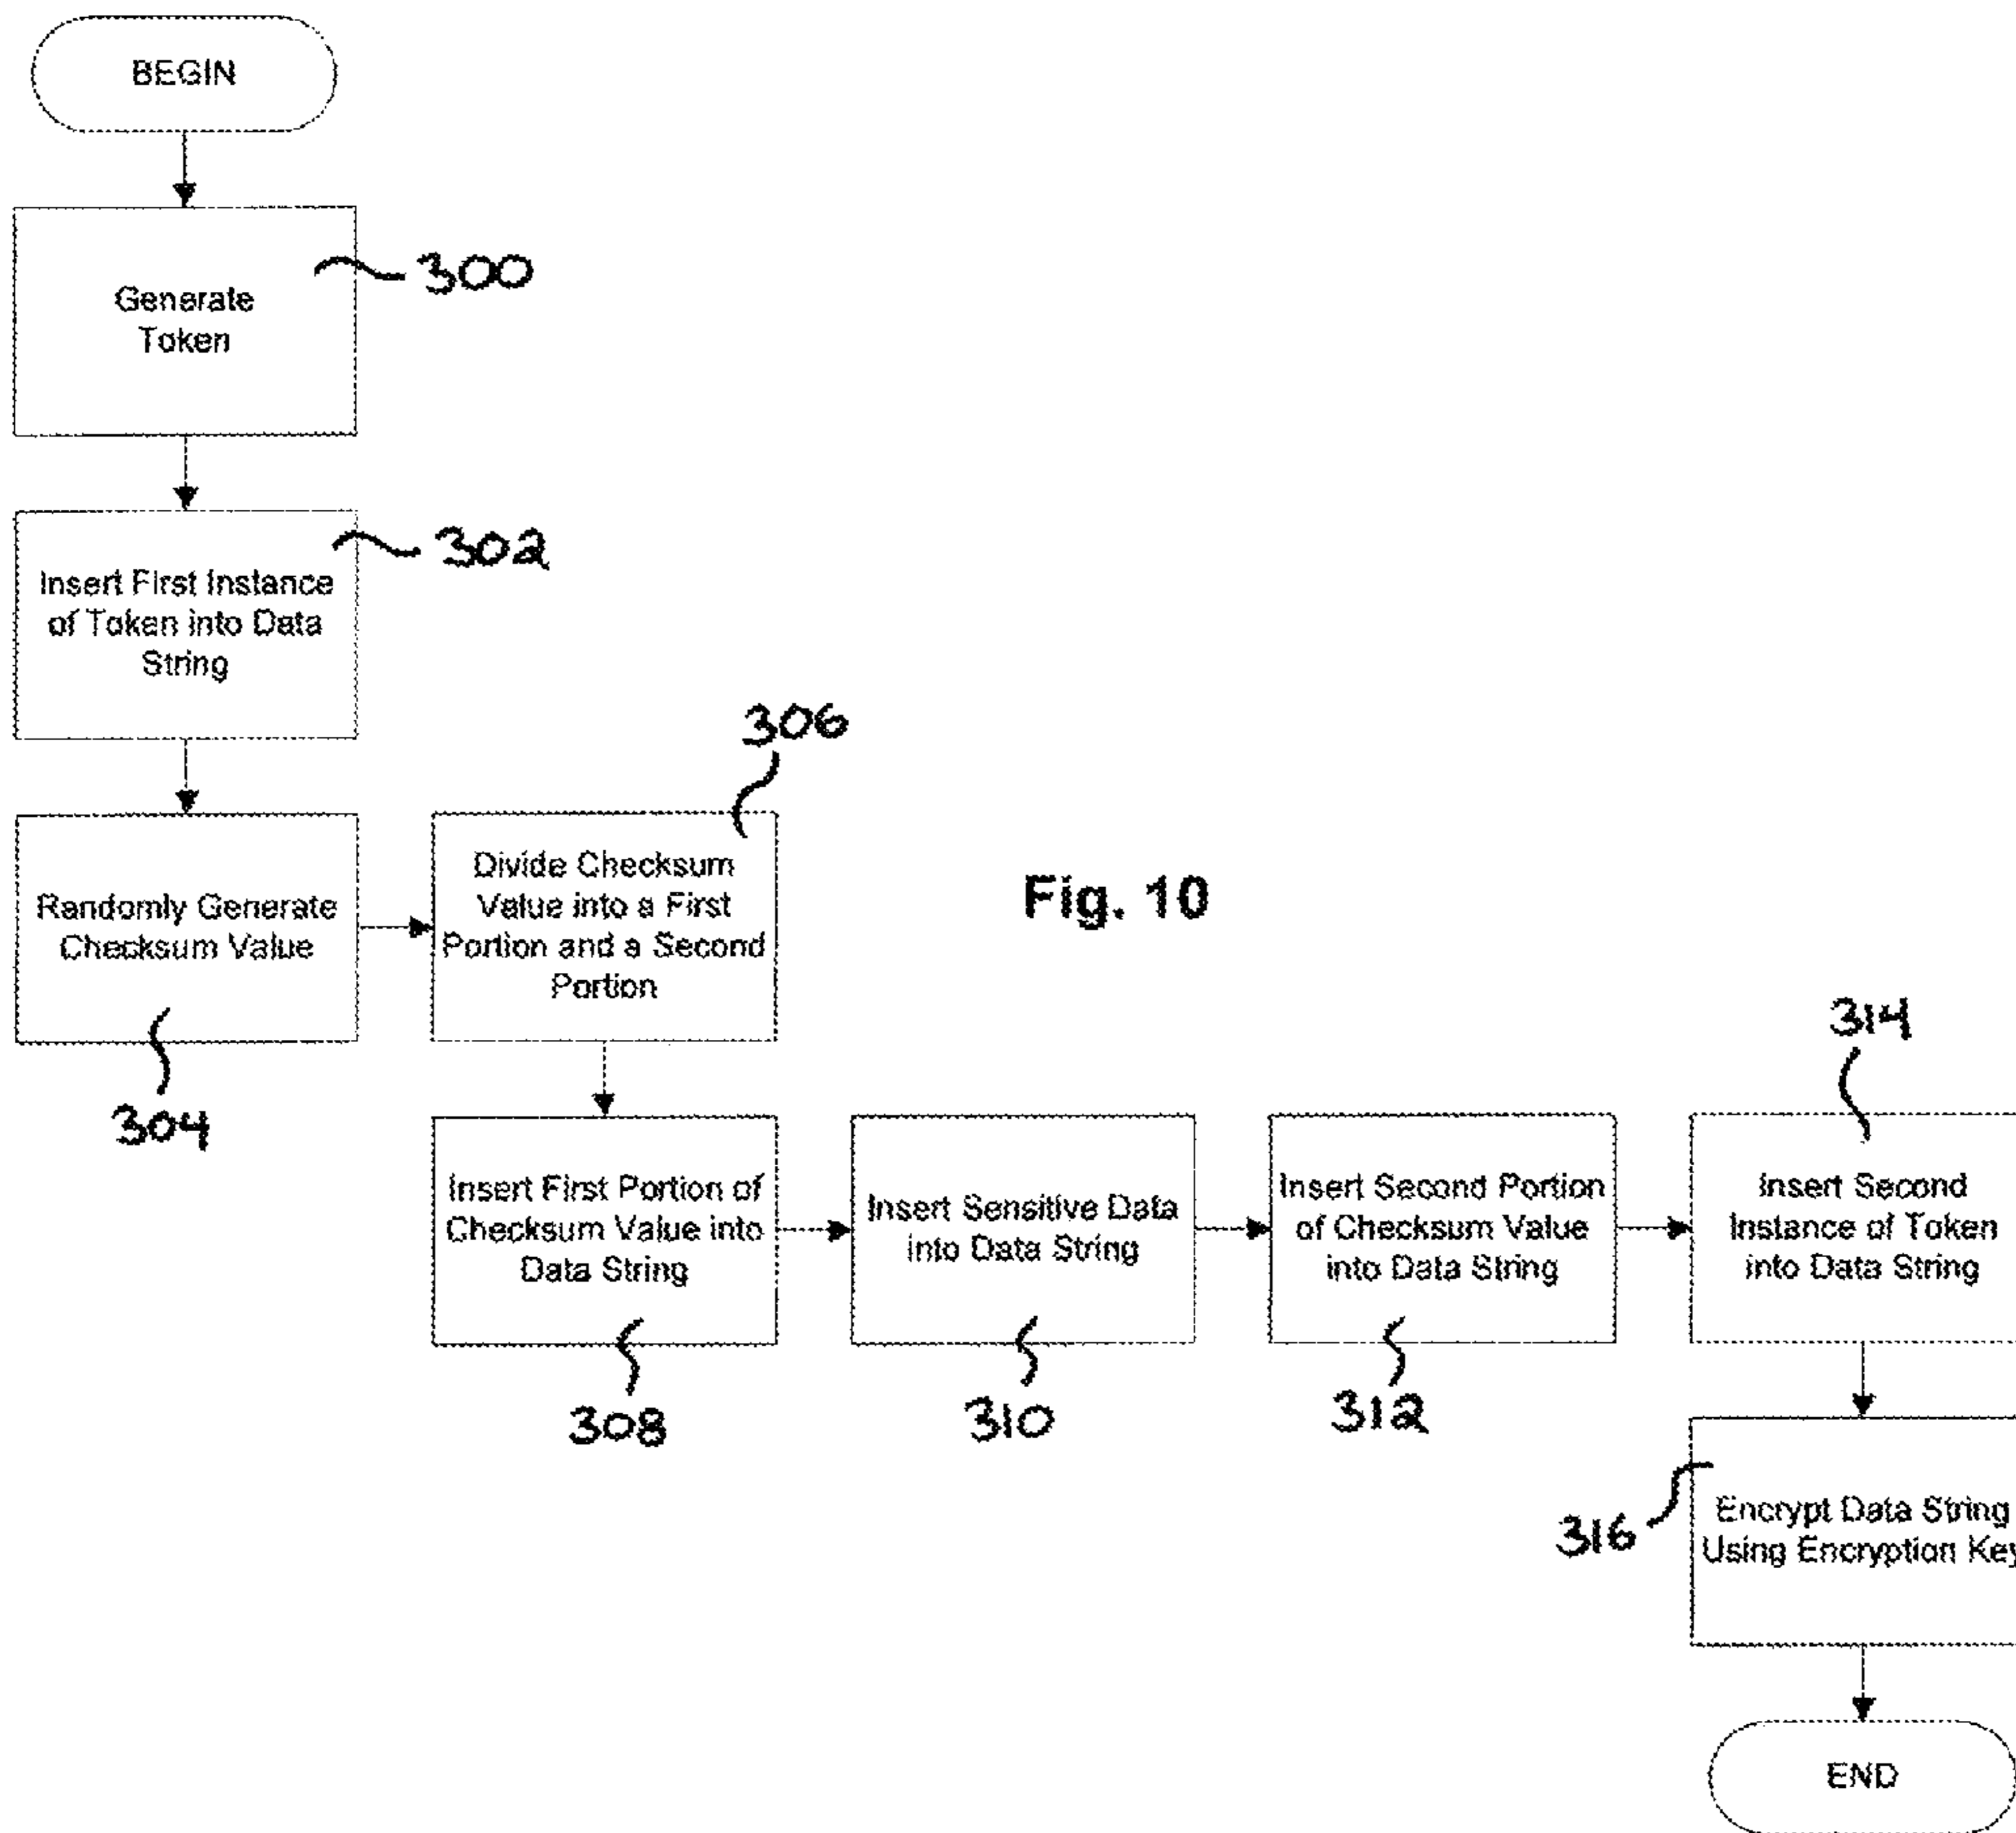 BEGIN
Generate
Token
300
Insert First Instance
of Token into Data
String
302
Randomly Generate
Checksum Value
304
Divide Checksum
Value into a First
Portion and a Second
Portion
306
Fig. 10
Insert First Portion of
Checksum Value into
Data String
308
Insert Sensitive Data
into Data String
310
Insert Second Portion
of Checksum Value
into Data String
312
Insert Second
Instance of Token
into Data String
314
Encrypt Data String
Using Encryption Key
316
END